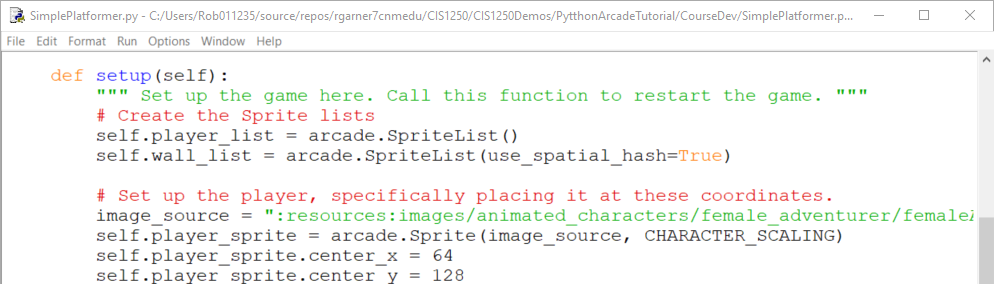 SimplePlatformer.py - C:/Users/Rob011235/source/repos/rgarner7cnmedu/CIS1250/CIS1250Demos/PytthonArcadeTutorial/CourseDev/SimplePlatformer.p...
File Edit Format Run Options Window Help
def setup(self):
""" Set up the game here. Call this function to restart the game. """
# Create the Sprite lists
self.player_list = arcade.SpriteList()
self.wall_list = arcade.SpriteList(use_spatial_hash=True)
# Set up the player, specifically placing it at these coordinates.
image_source = ":resources:images/animated_characters/female_adventurer/female
self.player_sprite = arcade.Sprite(image_source, CHARACTER_SCALING)
self.player_sprite.center_x = 64
self.player_sprite.center_y = 128